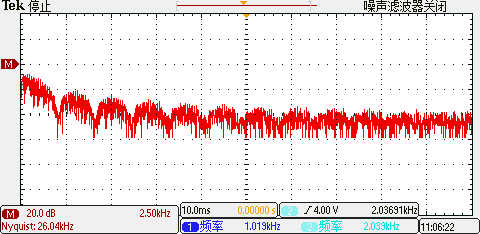 Tek 停止 噪声滤波器关闭
M
M 20.0 dB 2.50kHz 10.0ms 0.00000 s 2 4.00 V 2.03691kHz
Nyquist: 26.04kHz 1 频率 1.019kHz 2 频率 2.039kHz 11:06:22